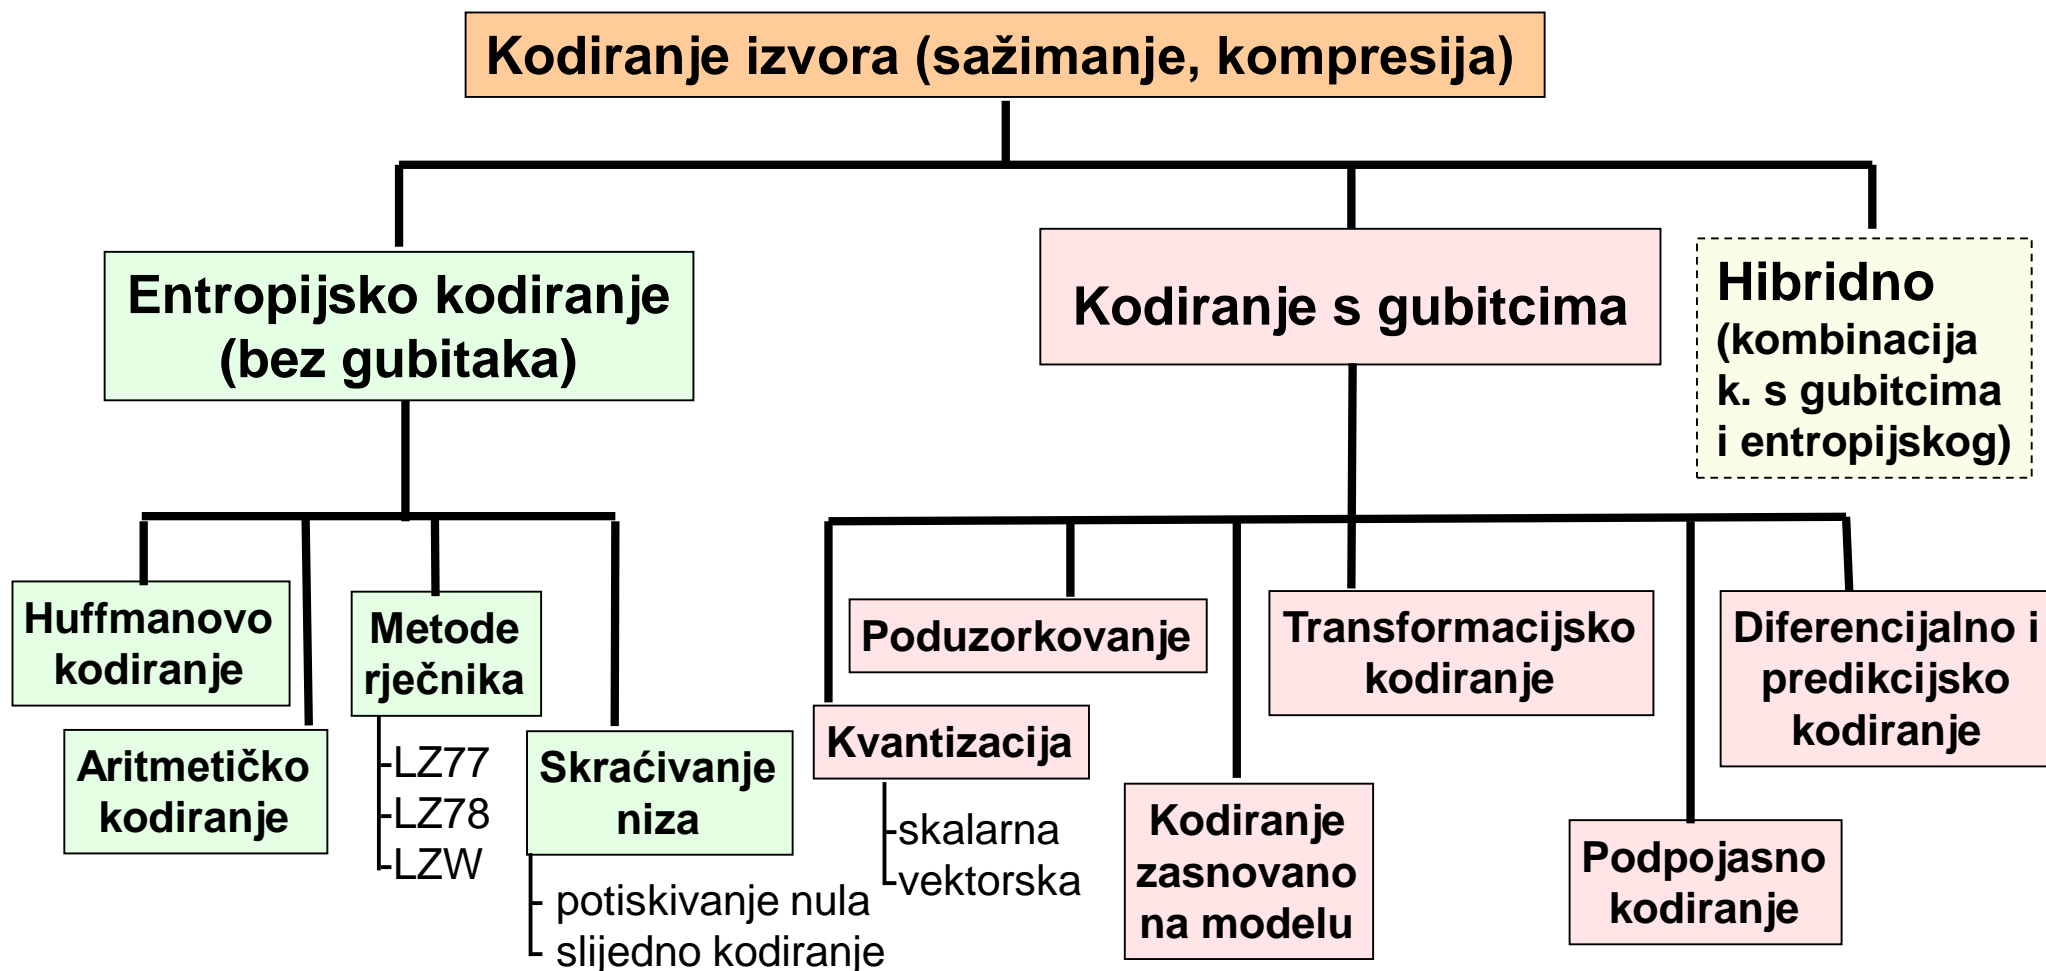 Kodiranje izvora (sažimanje, kompresija)
Entropijsko kodiranje
(bez gubitaka)
Kodiranje s gubitcima
Hibridno
(kombinacija
k. s gubitcima
i entropijskog)
Huffmanovo
kodiranje
Aritmetičko
kodiranje
Metode
rječnika
-LZ77
-LZ78
-LZW
Skraćivanje
niza
- potiskivanje nula
- slijedno kodiranje
Kvantizacija
-skalarna
-vektorska
Poduzorkovanje
Kodiranje
zasnovano
na modelu
Transformacijsko
kodiranje
Podpojasno
kodiranje
Diferencijalno i
predikcijsko
kodiranje